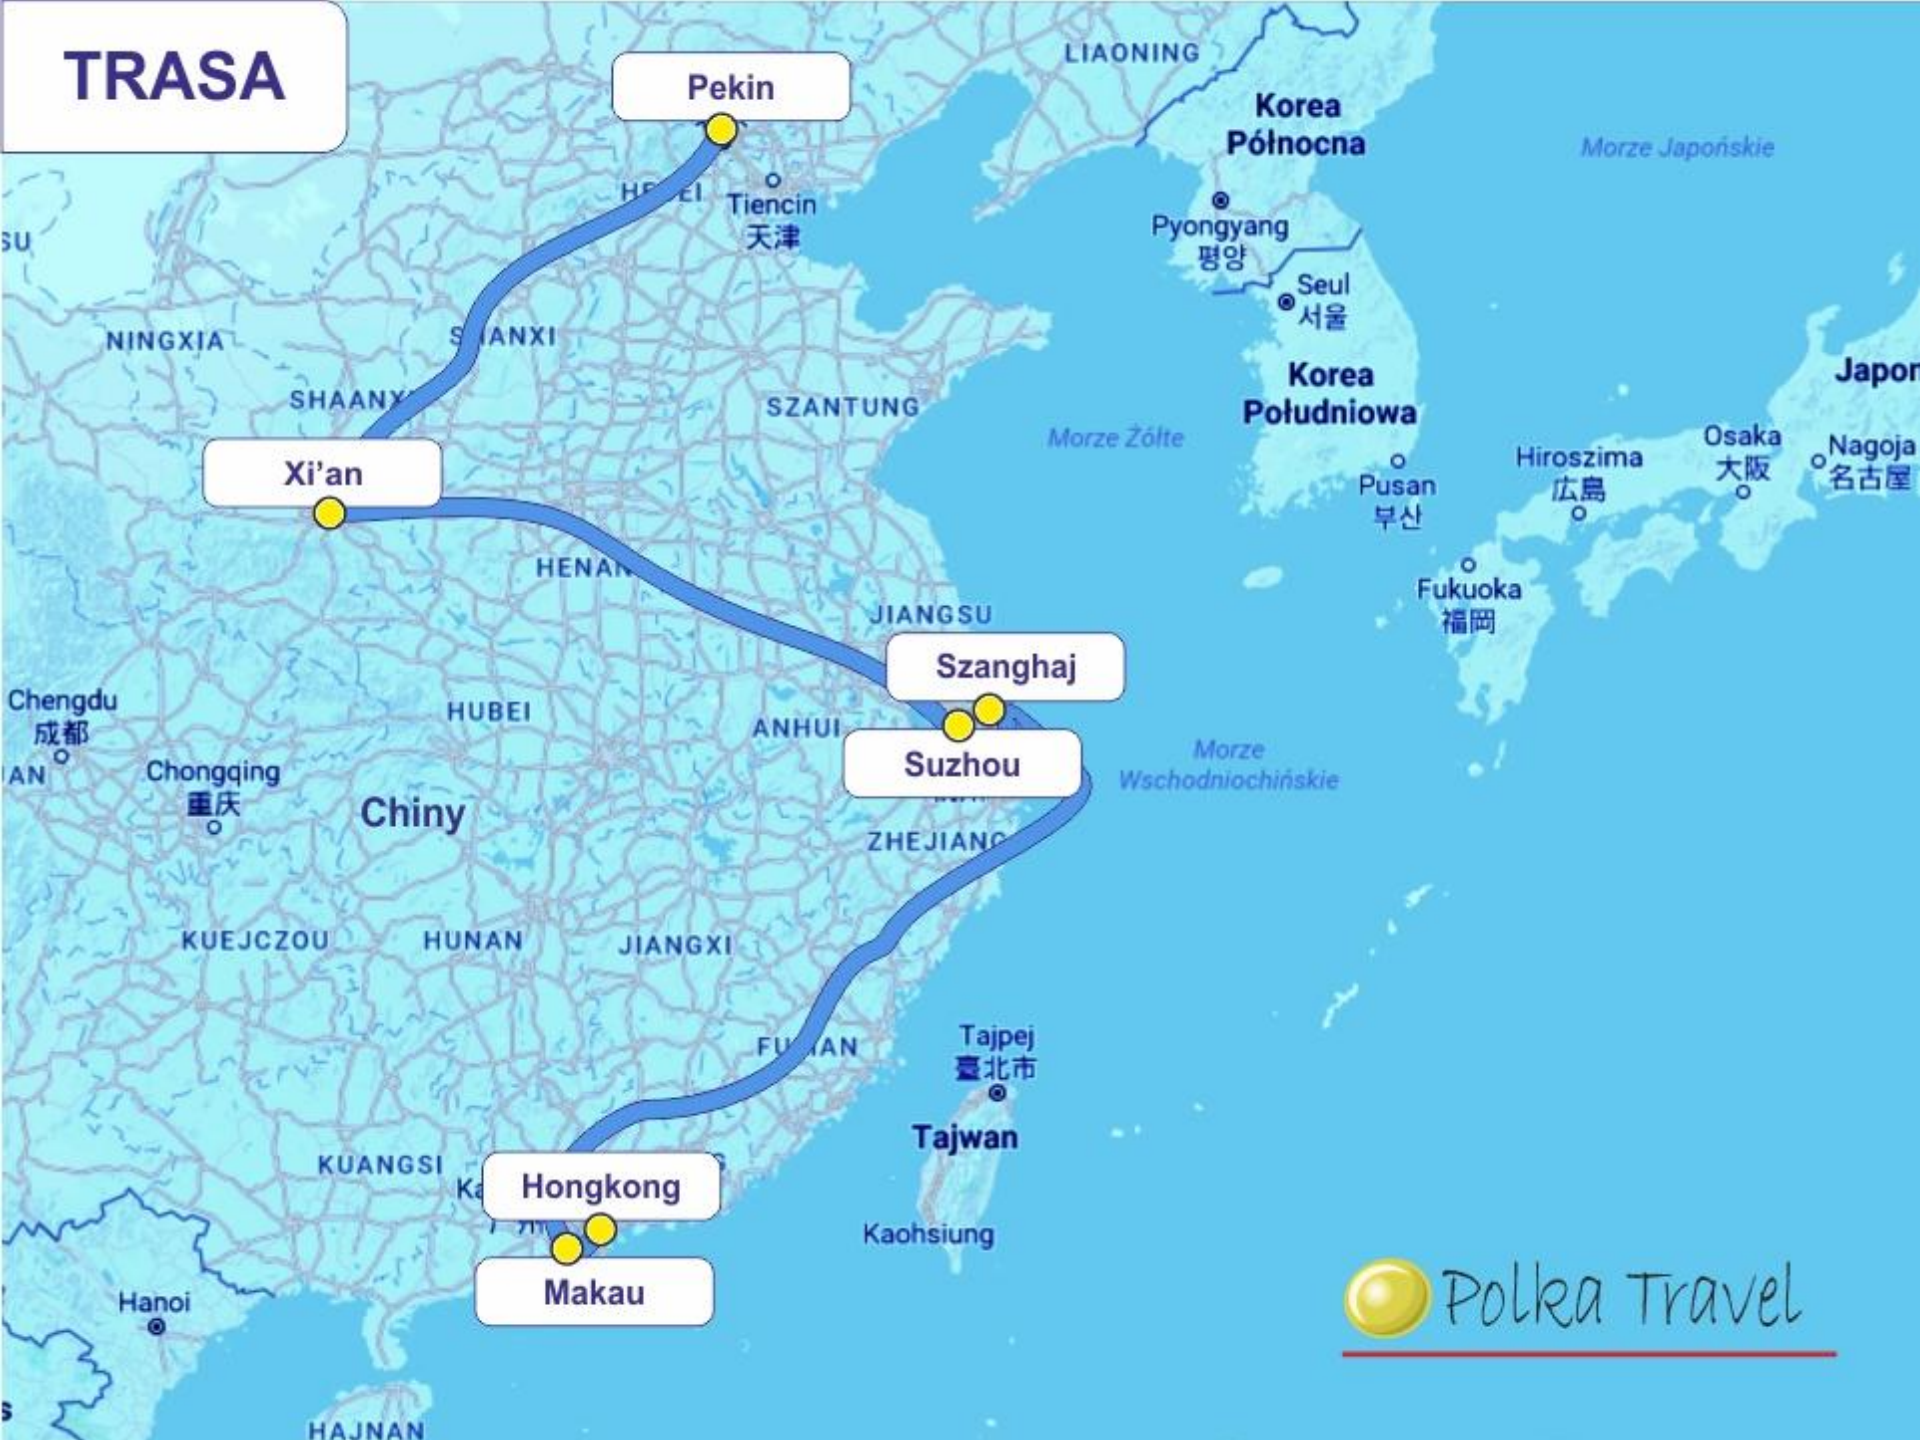 TRASA
Pekin
LIAONING
Korea
Północna
Morze Japońskie
Tiencin
天津
Pyongyang
평양
SU
Seul
서울
NINGXIA
Korea
Południowa
Japon
SZANTUNG
Morze Żółte
Osaka
大阪
Nagoja
名古屋
Hiroszima
広島
Pusan
부산
Xi’an
HENAN
Fukuoka
福岡
JIANGSU
Szanghaj
Chengdu
成都
HUBEI
ANHUI
Suzhou
Morze
Wschodniochińskie
AN
Chongqing
重庆
Chiny
ZHEJIANG
KUEJCZOU
HUNAN
JIANGXI
Tajpej
臺北市
Tajwan
KUANGSI
Hongkong
Kaohsiung
Makau
Hanoi
Polka Travel
HAJNAN